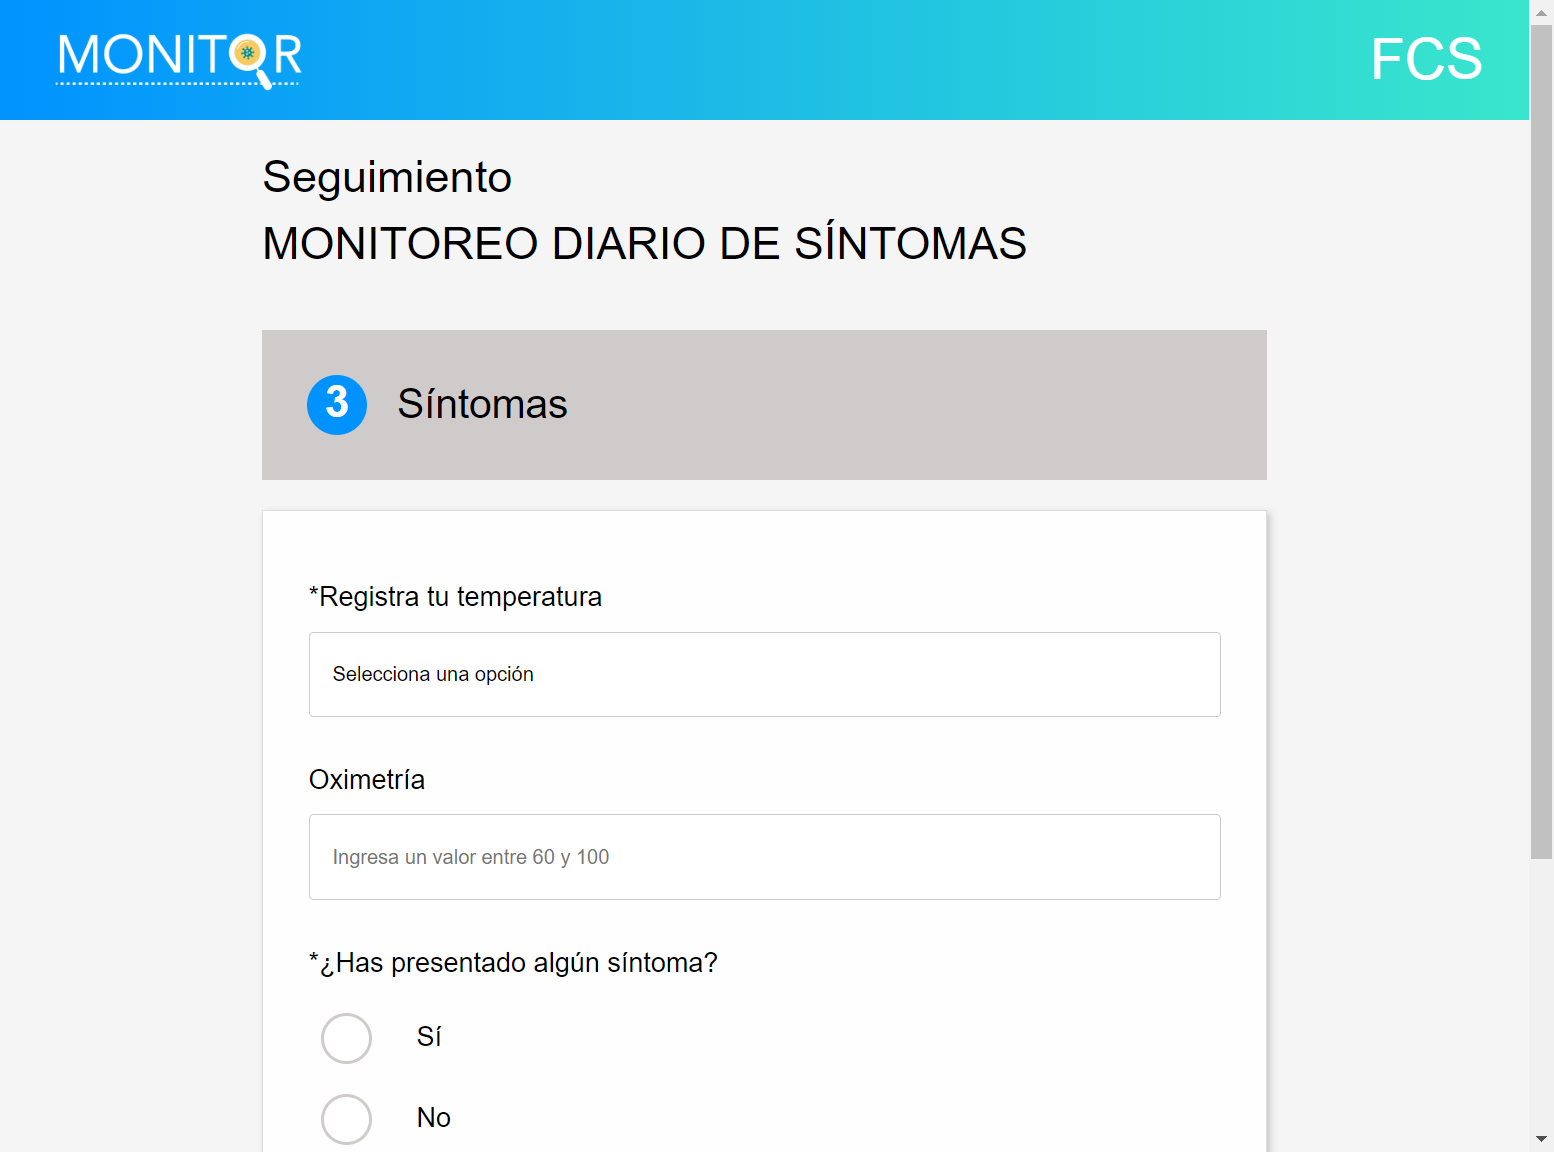 MONITOR
FCS
Seguimiento
MONITOREO DIARIO DE SÍNTOMAS
3 Síntomas
*Registra tu temperatura
Selecciona una opción
Oximetría
Ingresa un valor entre 60 y 100
*¿Has presentado algún síntoma?
Sí
No